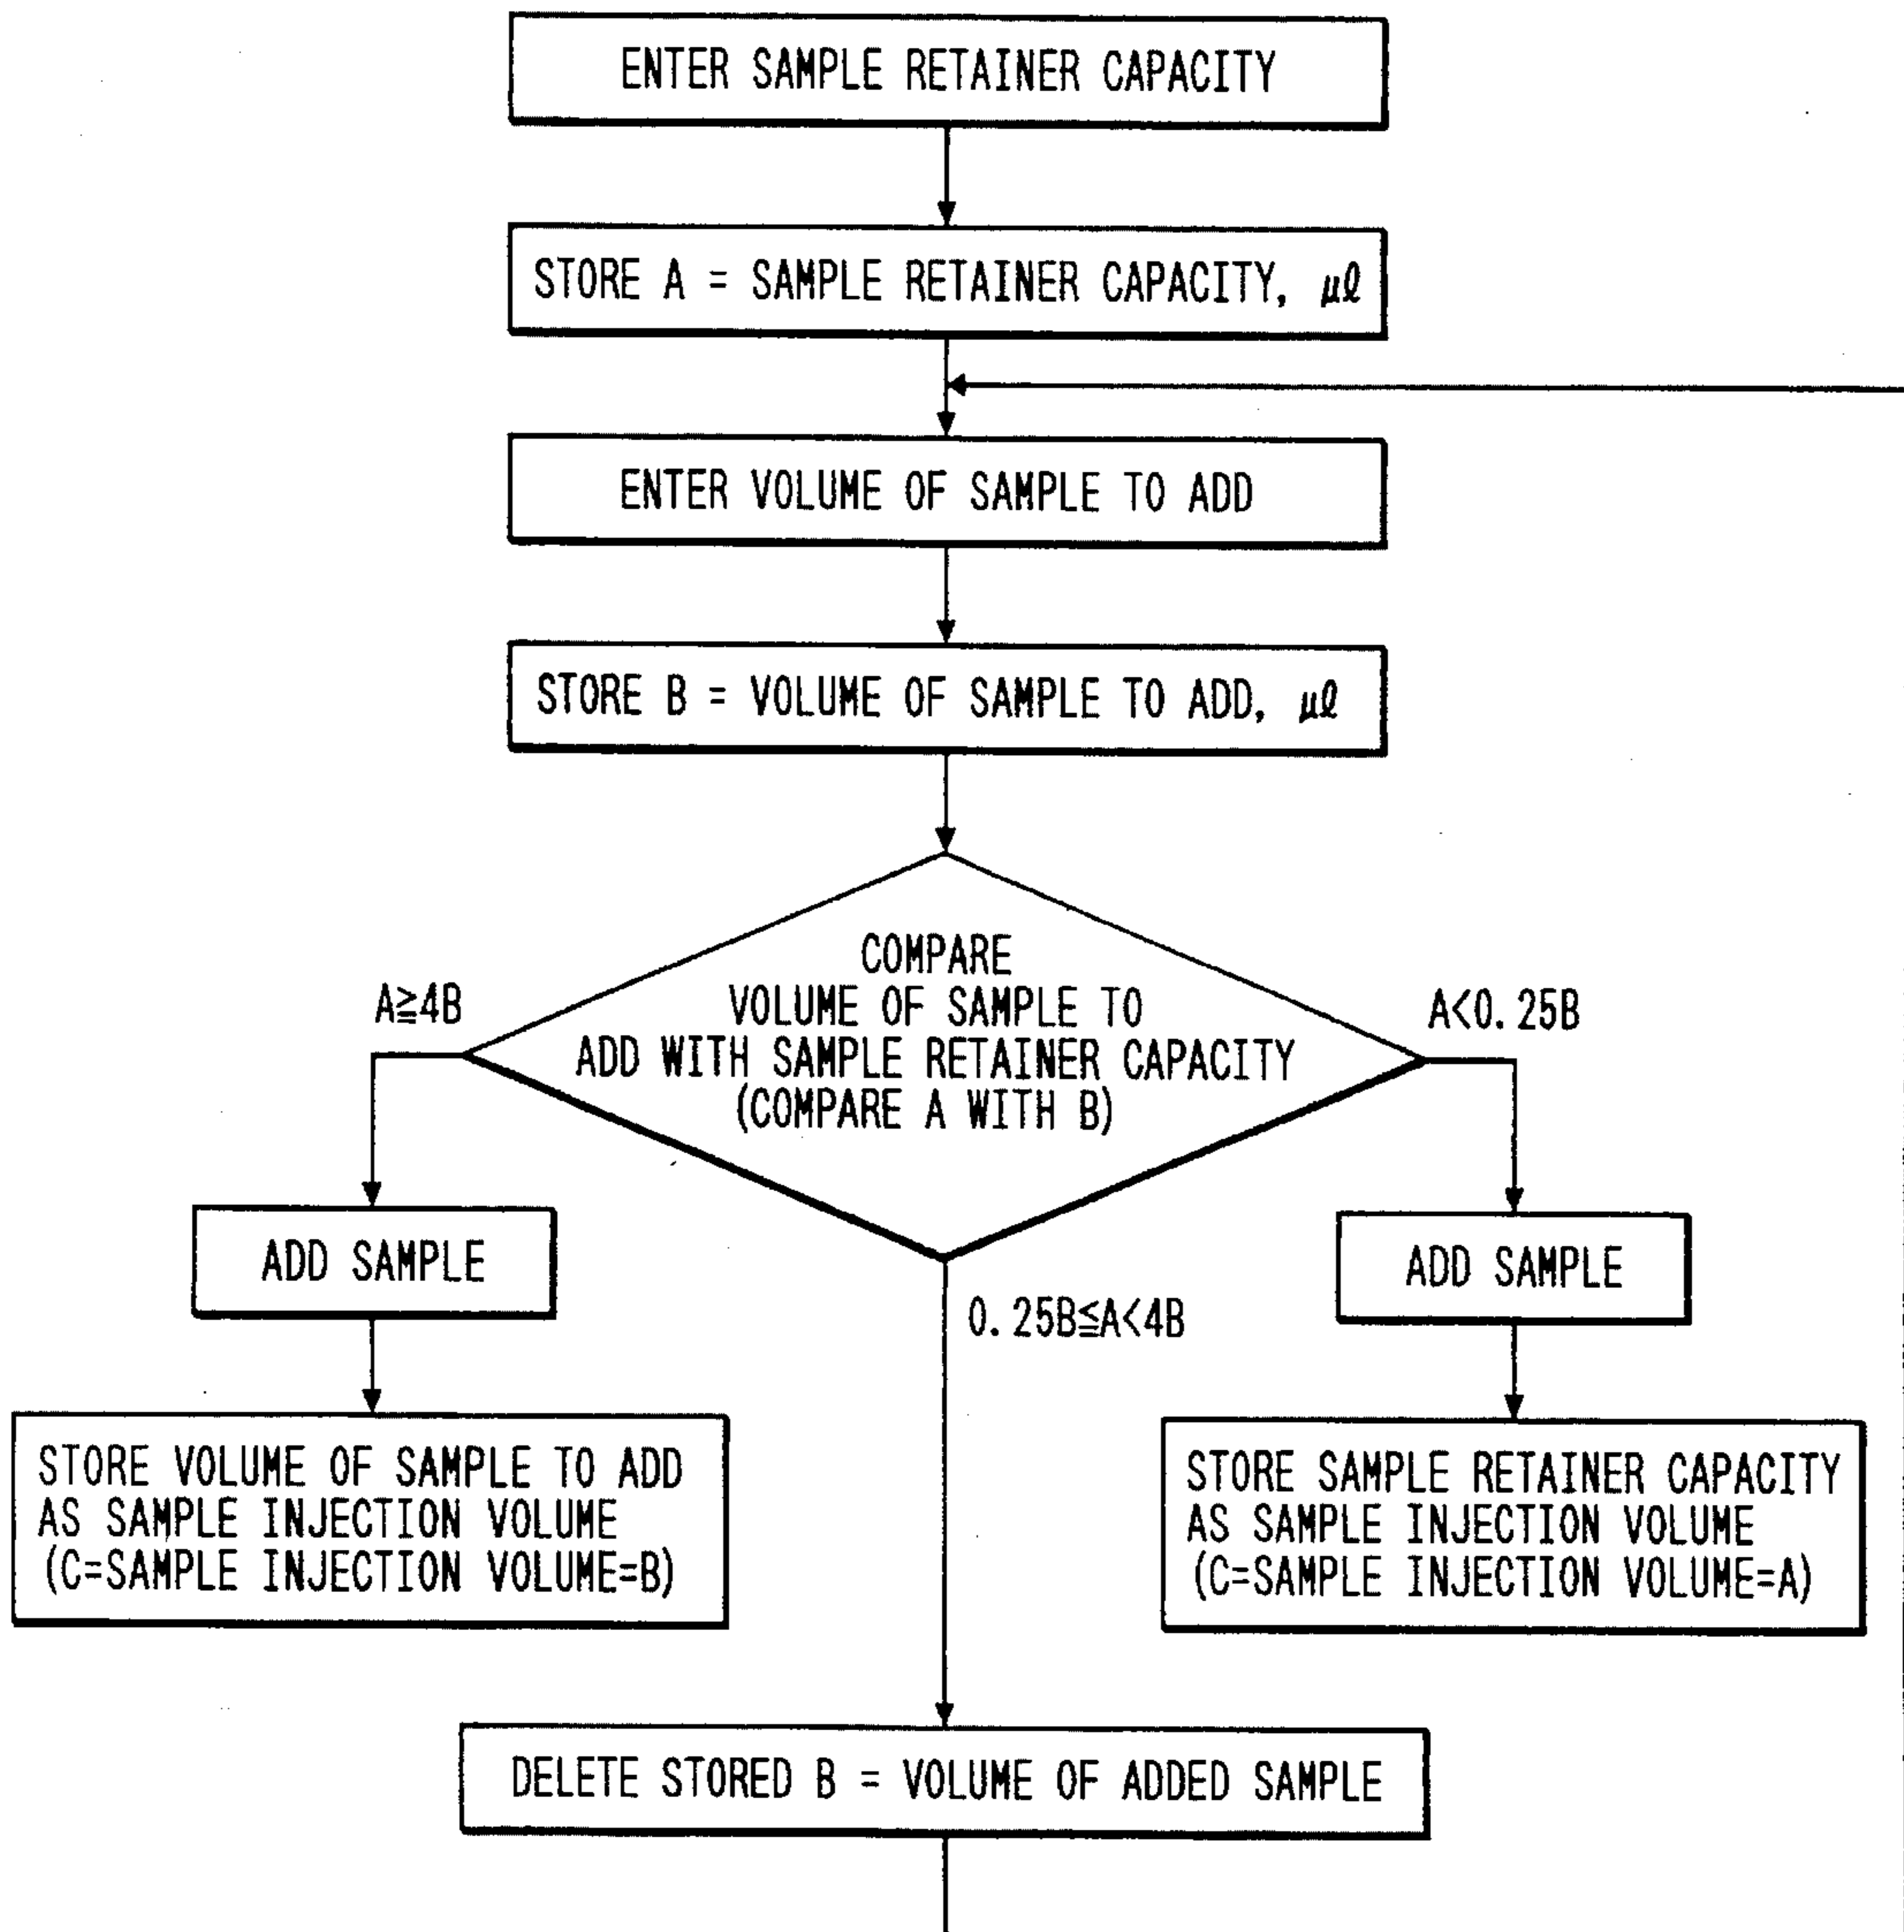 ENTER SAMPLE RETAINER CAPACITY
STORE A = SAMPLE RETAINER CAPACITY, μℓ
ENTER VOLUME OF SAMPLE TO ADD
STORE B = VOLUME OF SAMPLE TO ADD, μℓ
COMPARE
VOLUME OF SAMPLE TO
ADD WITH SAMPLE RETAINER CAPACITY
(COMPARE A WITH B)
A≧4B
A<0.25B
0.25B≦A<4B
ADD SAMPLE
ADD SAMPLE
STORE VOLUME OF SAMPLE TO ADD
AS SAMPLE INJECTION VOLUME
(C=SAMPLE INJECTION VOLUME=B)
STORE SAMPLE RETAINER CAPACITY
AS SAMPLE INJECTION VOLUME
(C=SAMPLE INJECTION VOLUME=A)
DELETE STORED B = VOLUME OF ADDED SAMPLE